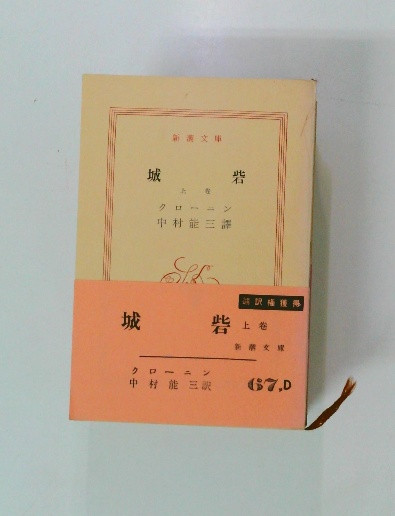 新潮文庫
城砦
上巻
クローニン
中村能三譯
飜訳権獲得
城砦 上巻
新潮文庫
クローニン
中村能三訳
67.D